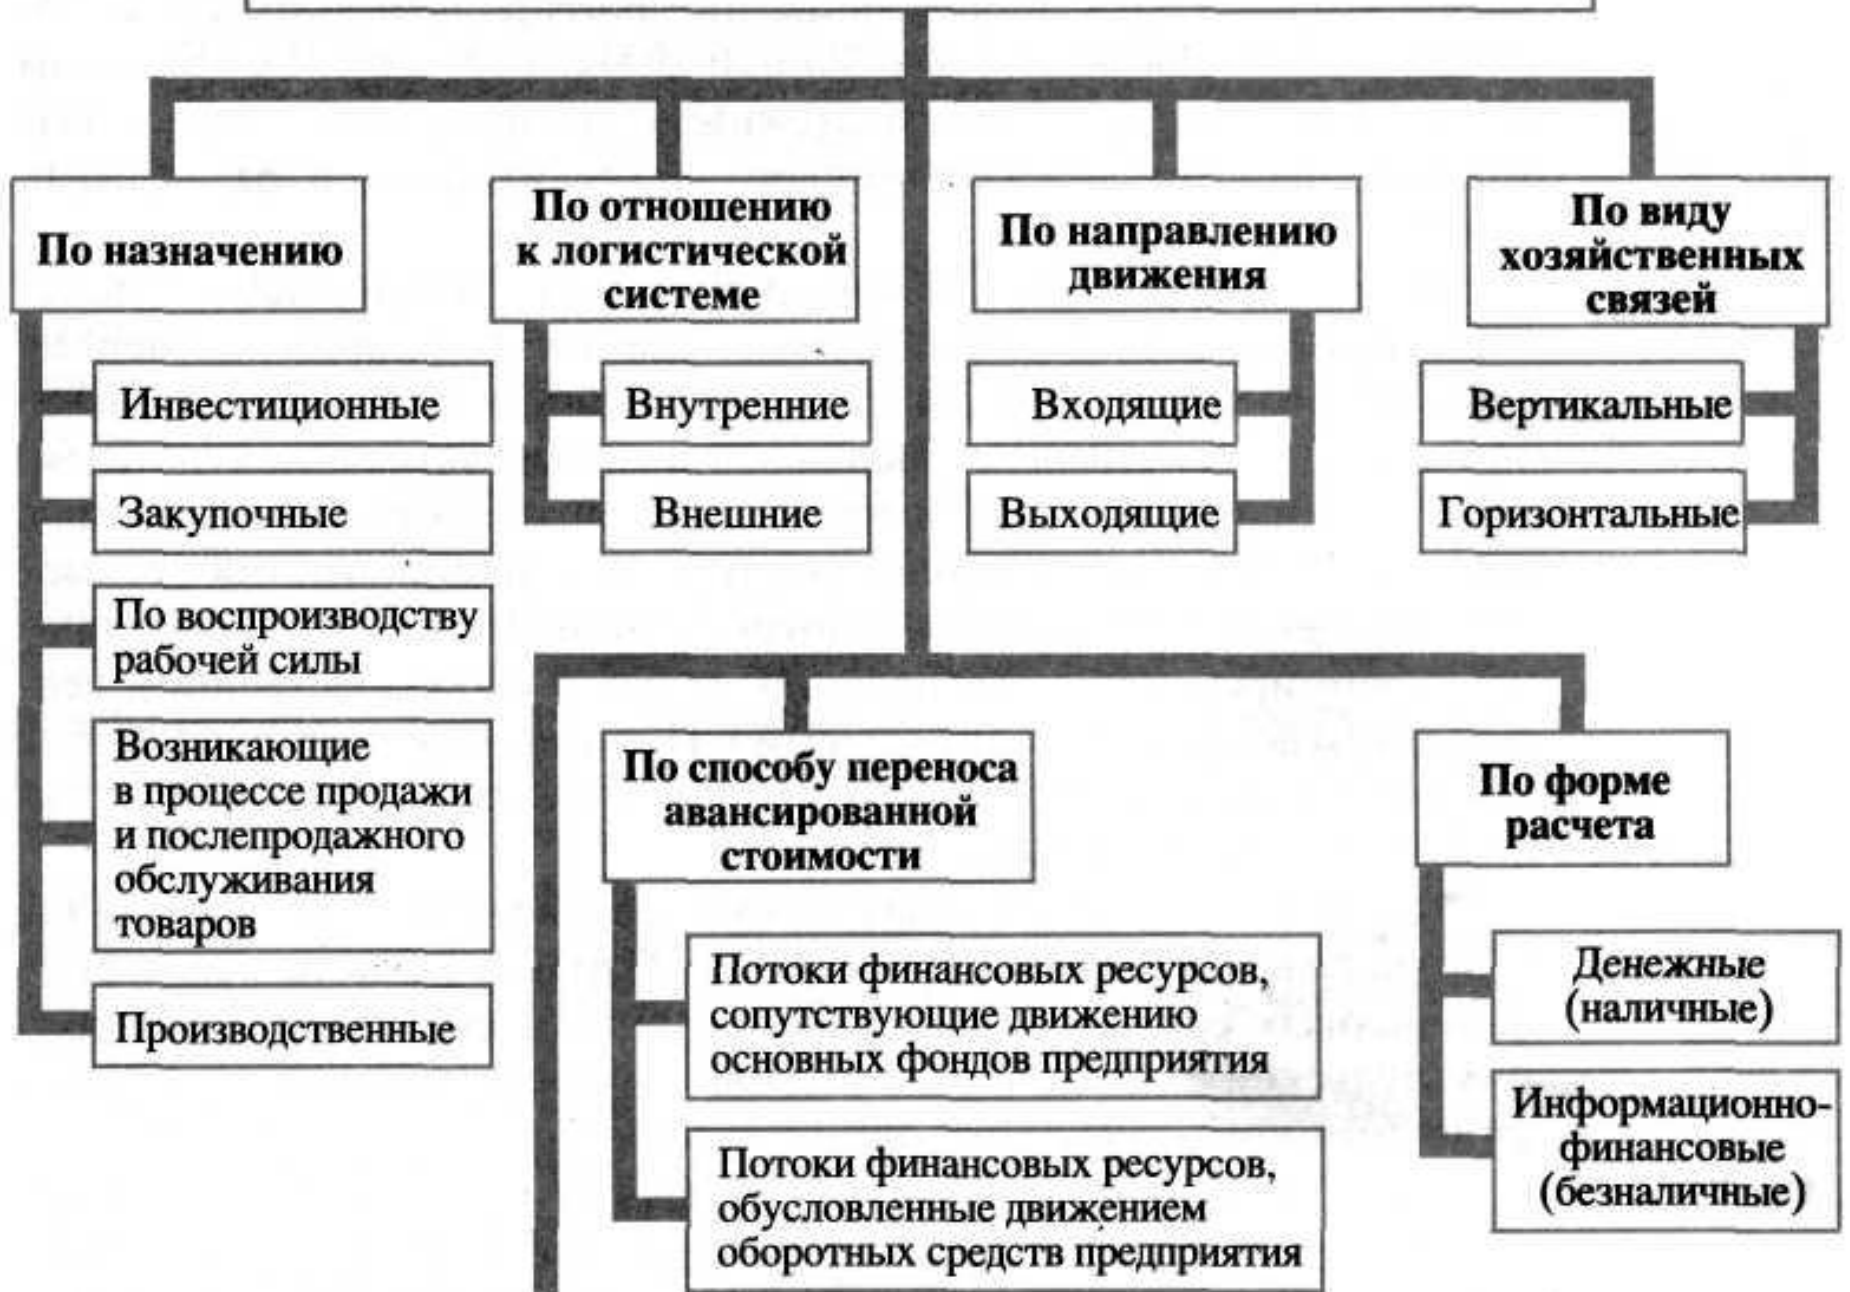 По назначению
Инвестиционные
Закупочные
По воспроизводству
рабочей силы
Возникающие
в процессе продажи
и послепродажного
обслуживания
товаров
Производственные
По отношению
к логистической
системе
Внутренние
Внешние
По направлению
движения
Входящие
Выходящие
По виду
хозяйственных
связей
Вертикальные
Горизонтальные
По способу переноса
авансированной
стоимости
Потоки финансовых ресурсов,
сопутствующие движению
основных фондов предприятия
Потоки финансовых ресурсов,
обусловленные движением
оборотных средств предприятия
По форме
расчета
Денежные
(наличные)
Информационно-
финансовые
(безналичные)